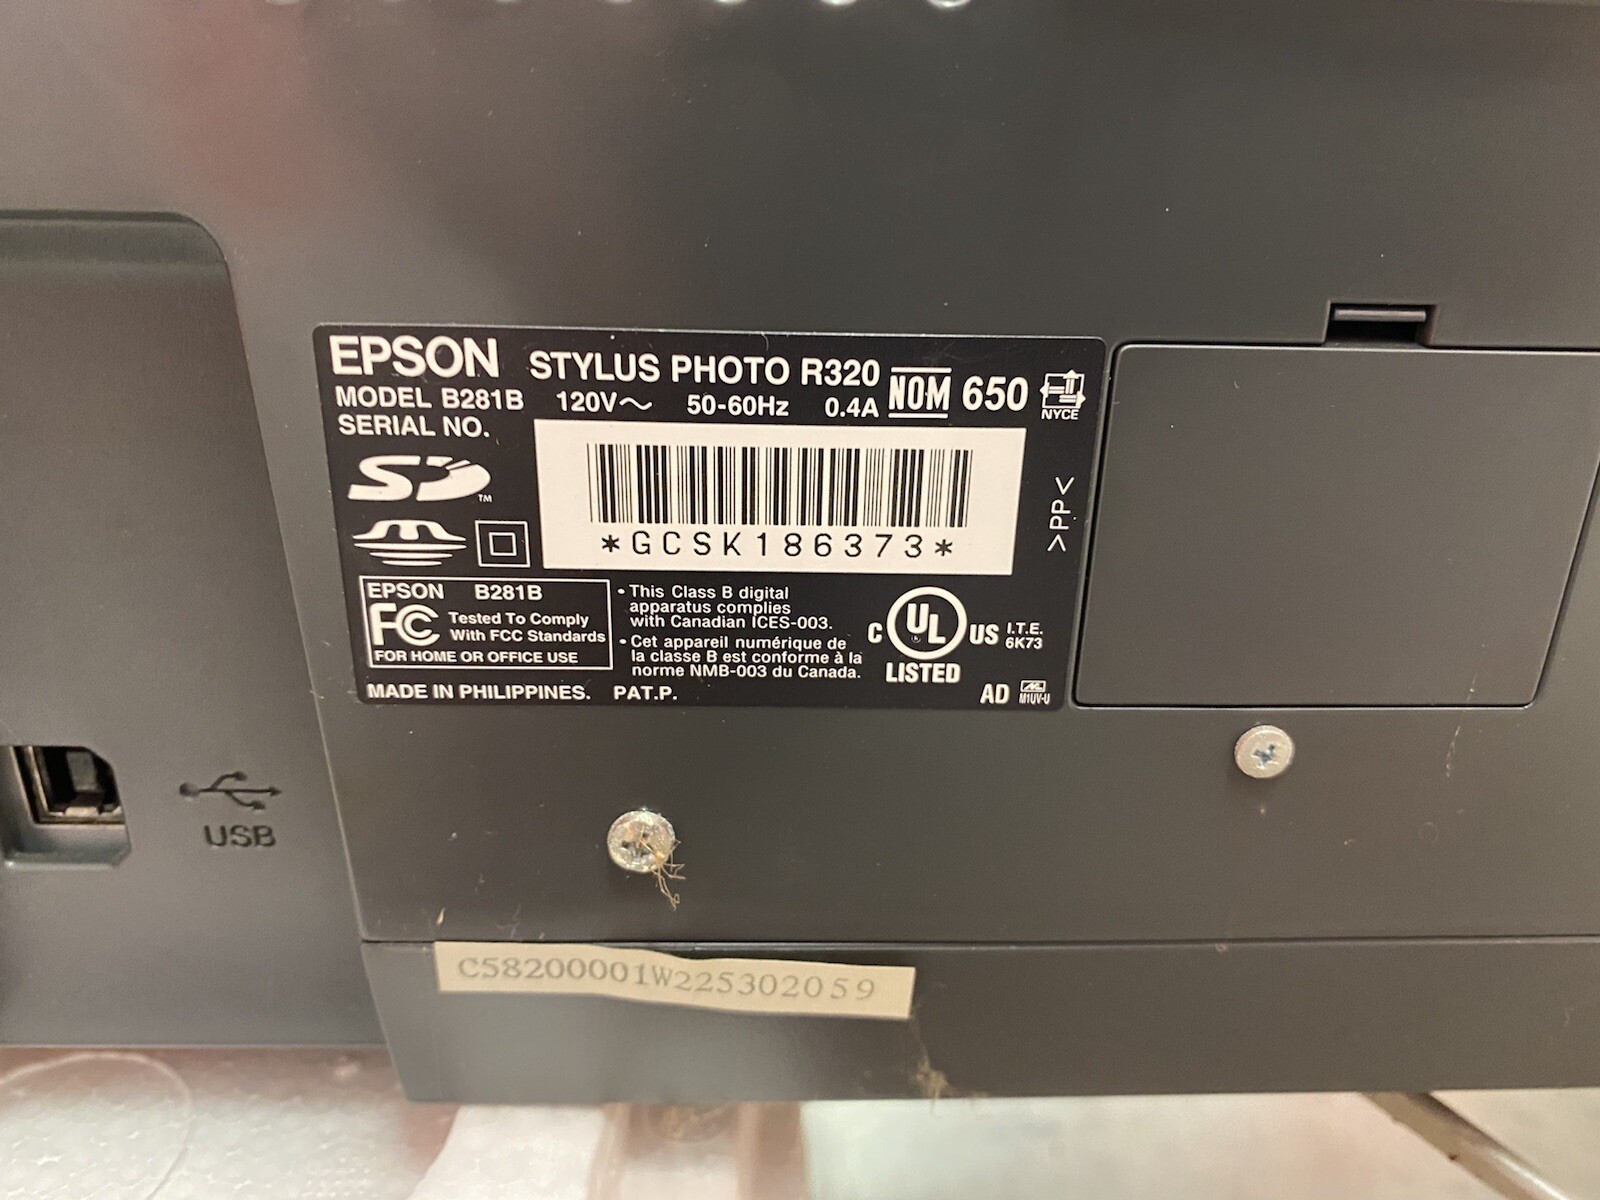 EPSON STYLUS PHOTO R320 NOM 650
NYCE
MODEL B281B 120V～ 50-60Hz 0.4A
SERIAL NO.
SD™
*GCSK186373*
>PP<
EPSON B281B
FC Tested To Comply
With FCC Standards
FOR HOME OR OFFICE USE
• This Class B digital
apparatus complies
with Canadian ICES-003.
• Cet appareil numérique de
la classe B est conforme à la
norme NMB-003 du Canada.
C UL US I.T.E.
6K73
LISTED
MADE IN PHILIPPINES. PAT.P.
AD M1UV-U
USB
C58200001W225302059